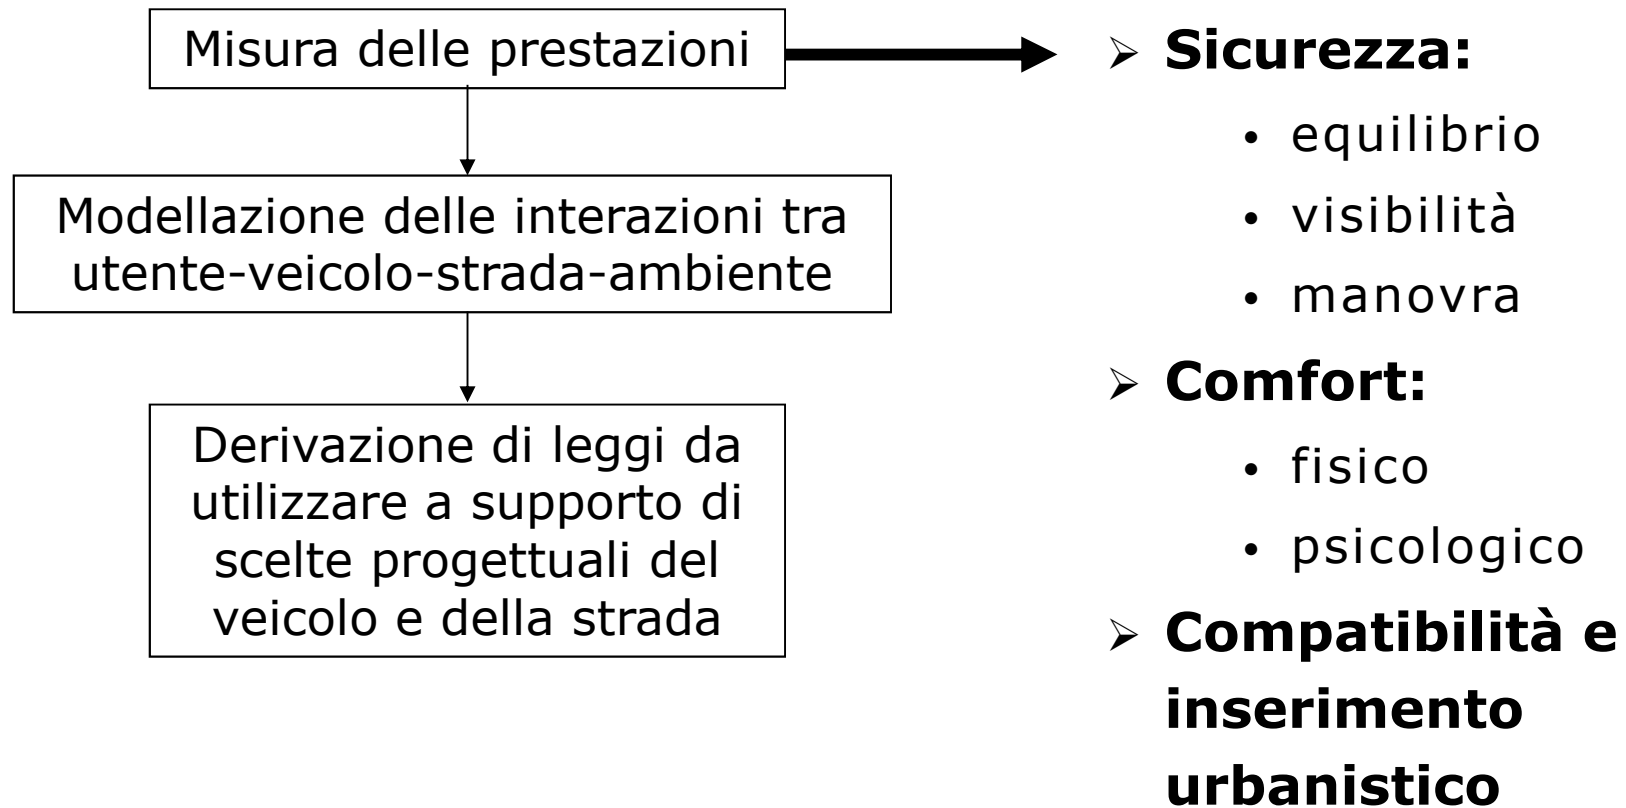 Misura delle prestazioni
Modellazione delle interazioni tra
utente-veicolo-strada-ambiente
Derivazione di leggi da
utilizzare a supporto di
scelte progettuali del
veicolo e della strada
➢ Sicurezza:
• equilibrio
• visibilità
• manovra
➢ Comfort:
• fisico
• psicologico
➢ Compatibilità e
inserimento
urbanistico